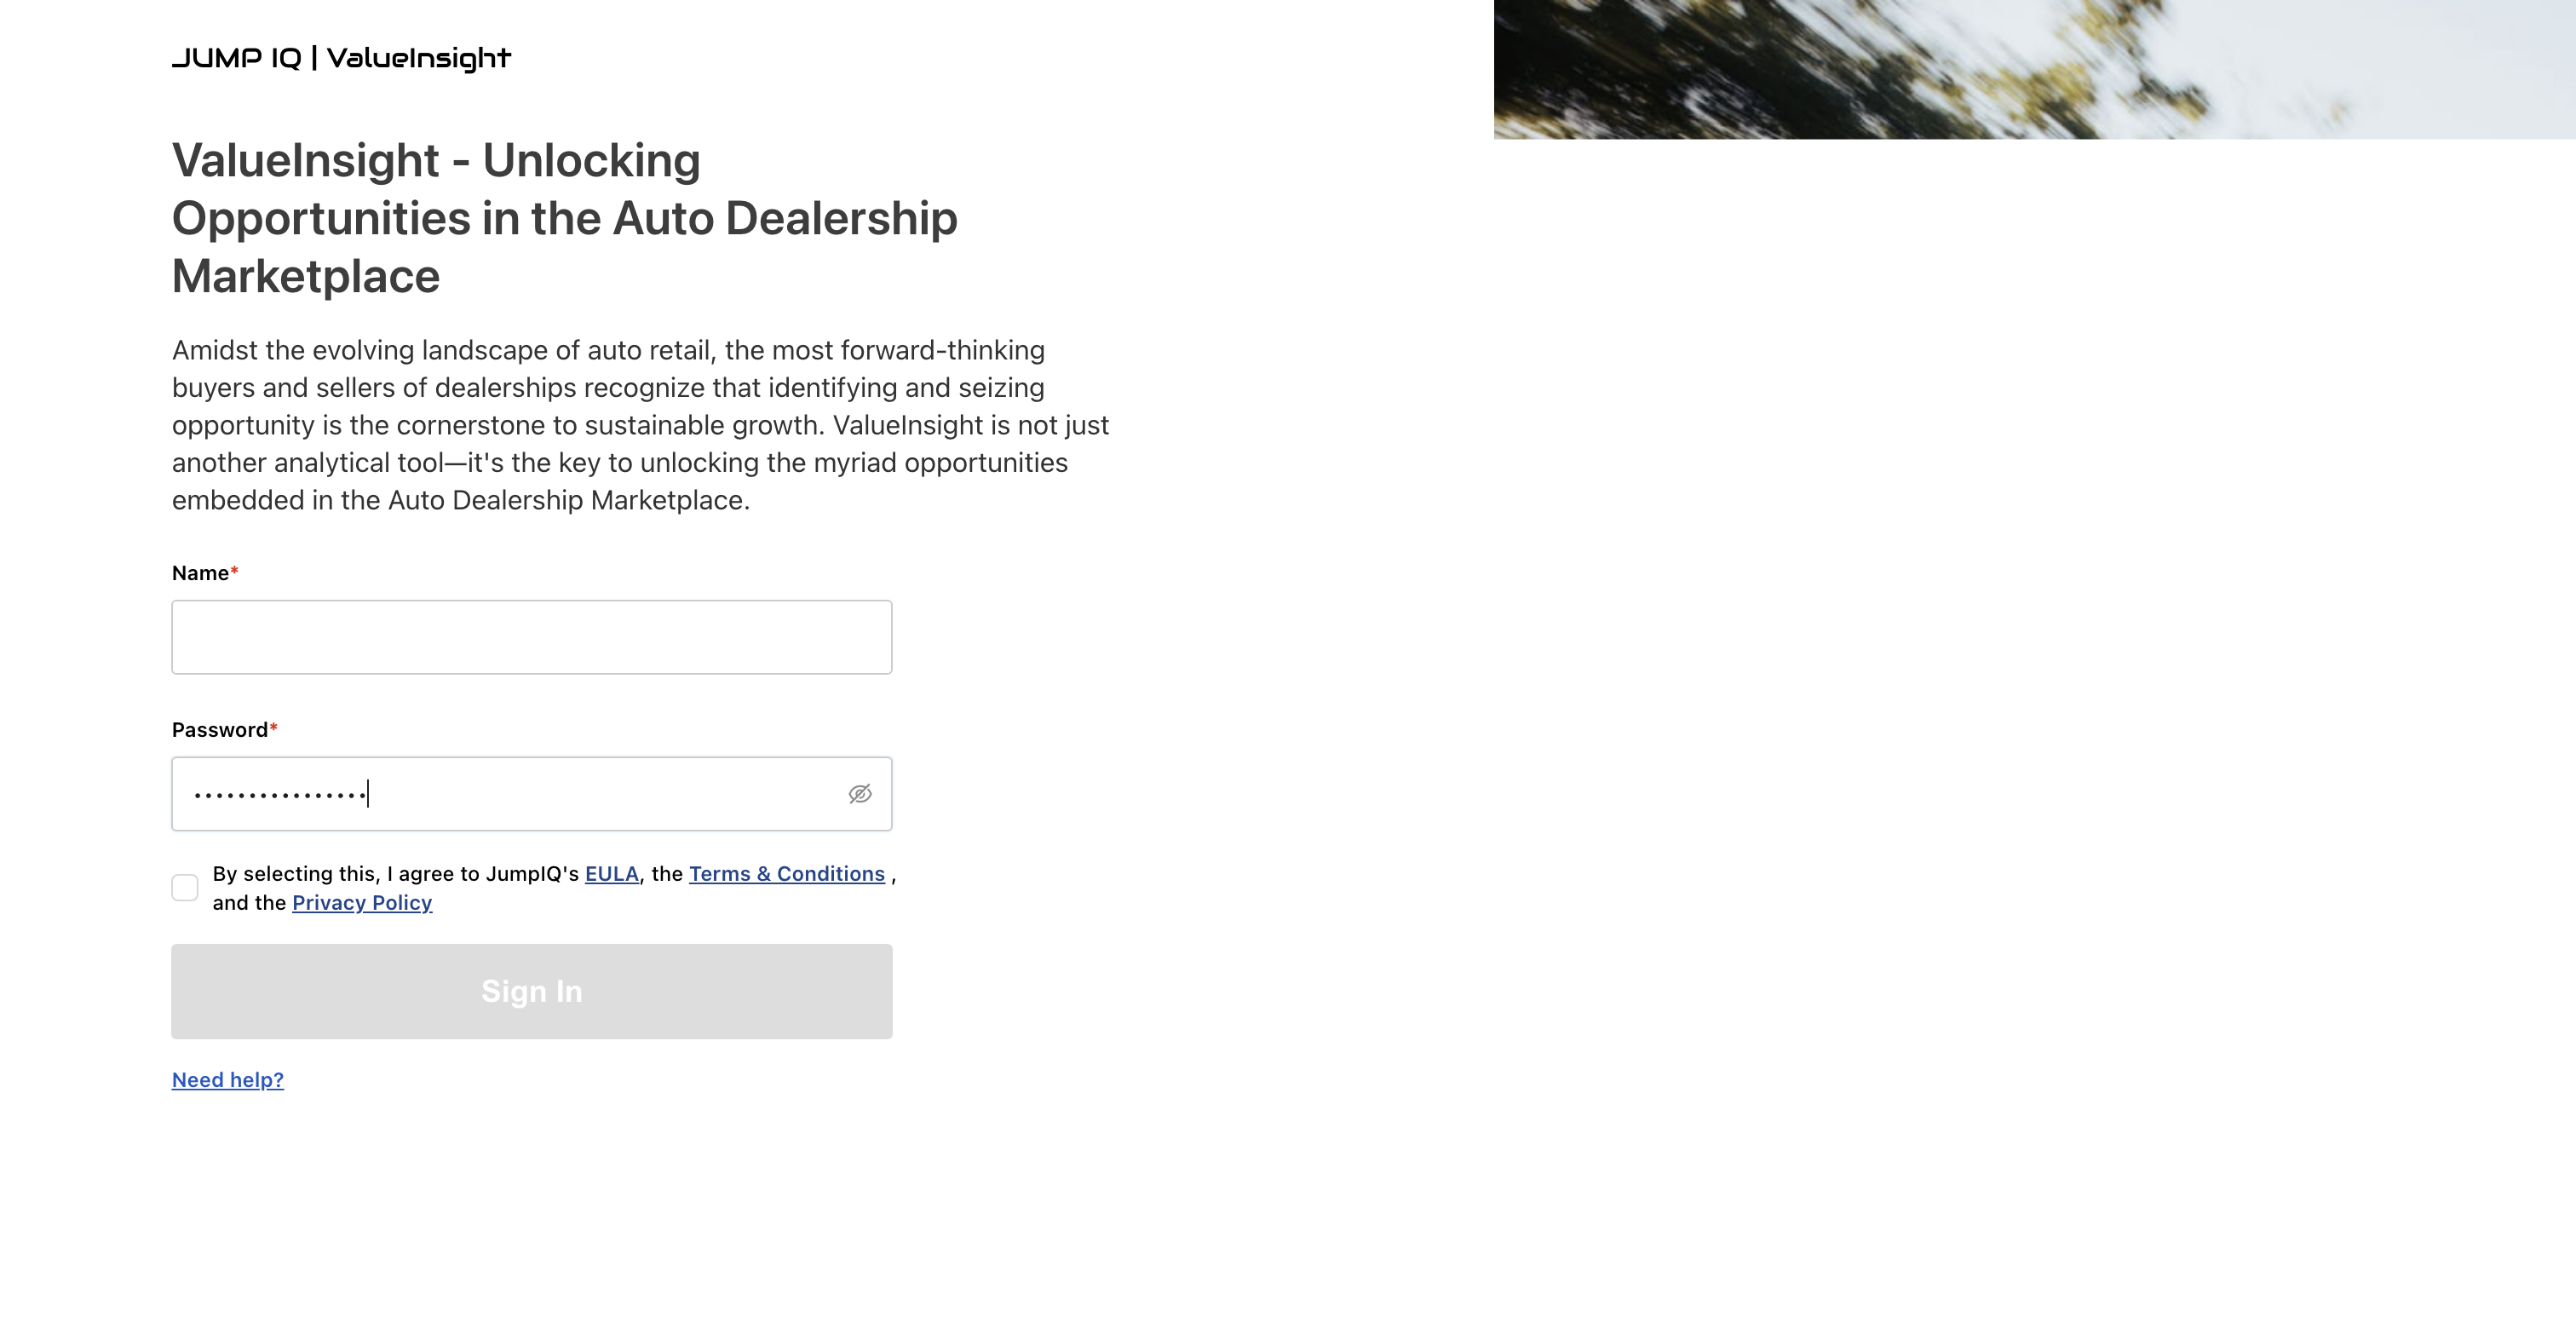 JUMP IQ | ValueInsight
ValueInsight - Unlocking
Opportunities in the Auto Dealership
Marketplace
Amidst the evolving landscape of auto retail, the most forward-thinking
buyers and sellers of dealerships recognize that identifying and seizing
opportunity is the cornerstone to sustainable growth. ValueInsight is not just
another analytical tool—it's the key to unlocking the myriad opportunities
embedded in the Auto Dealership Marketplace.
Name*
Password*
By selecting this, I agree to JumpIQ's EULA, the Terms & Conditions ,
and the Privacy Policy
Sign In
Need help?